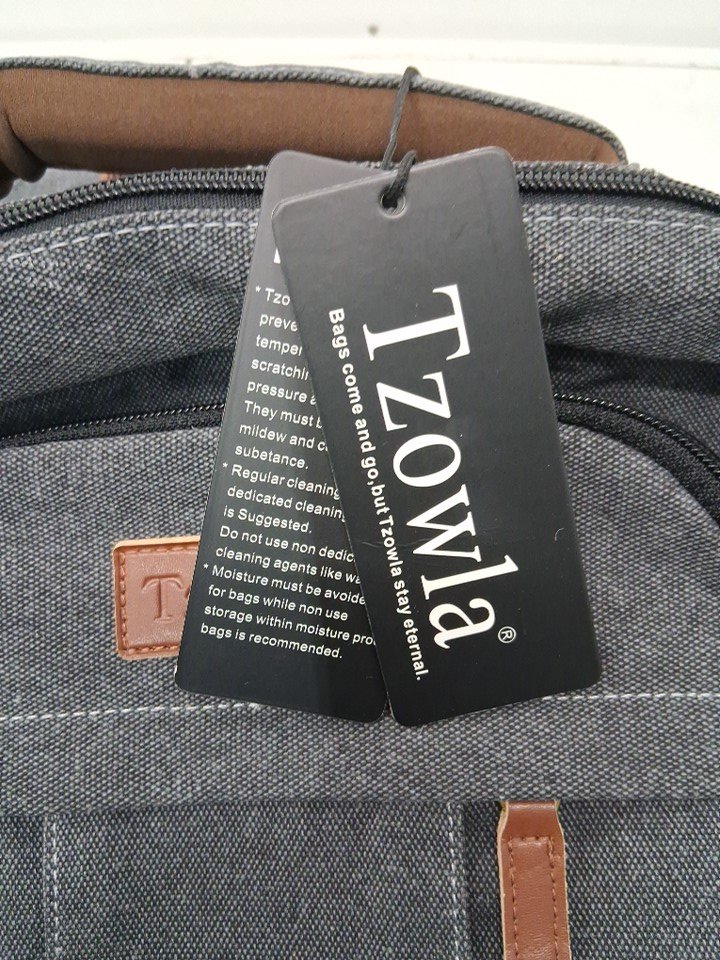 Tzowla®
Bags come and go,but Tzowla stay eternal.
* Tzo
preve
temper
scratchin
pressure a
They must b
mildew and ca
subetance.
* Regular cleaning
dedicated cleaning
is Suggested.
Do not use non dedic
cleaning agents like wa
* Moisture must be avoide
for bags while non use
storage within moisture pro
bags is recommended.